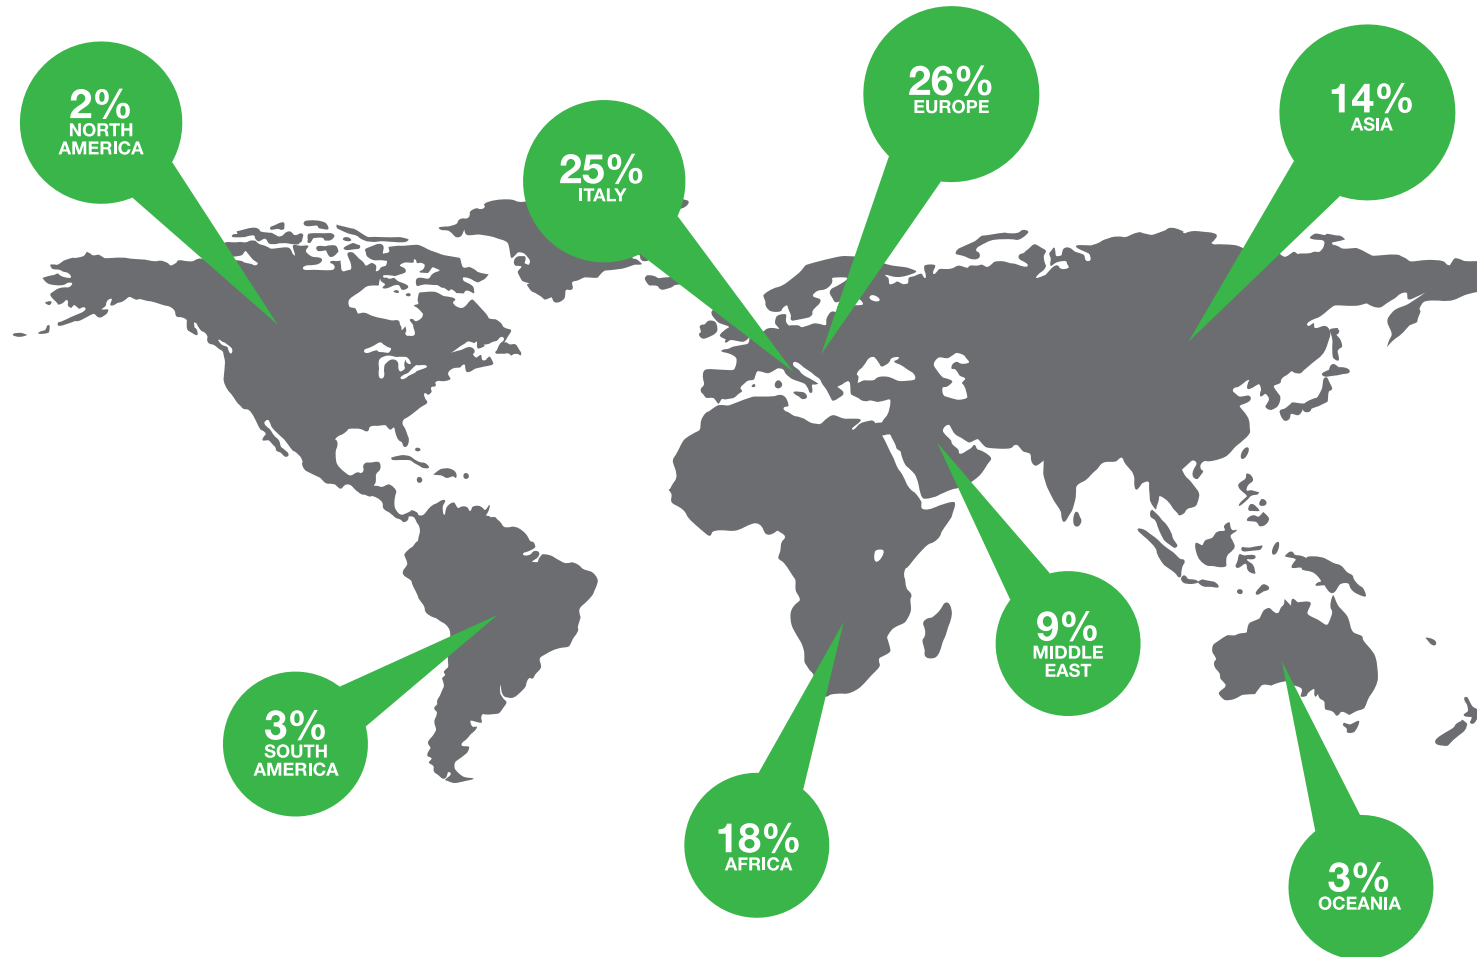 2%
NORTH
AMERICA
25%
ITALY
26%
EUROPE
14%
ASIA
3%
SOUTH
AMERICA
18%
AFRICA
9%
MIDDLE
EAST
3%
OCEANIA